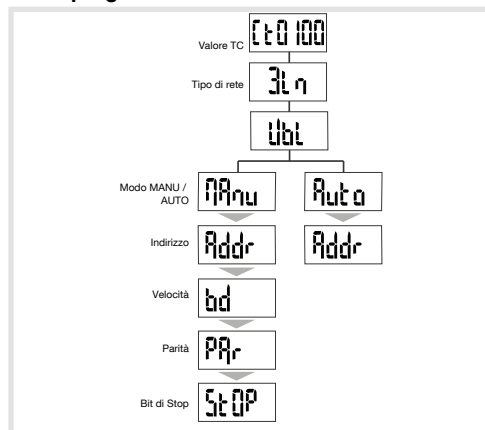 Valore TC Ct0100
Tipo di rete 3Ln
Modo MANU / AUTO MAnu Auto
Indirizzo Addr Addr
Velocità bd
Parità PAr
Bit di Stop StOP